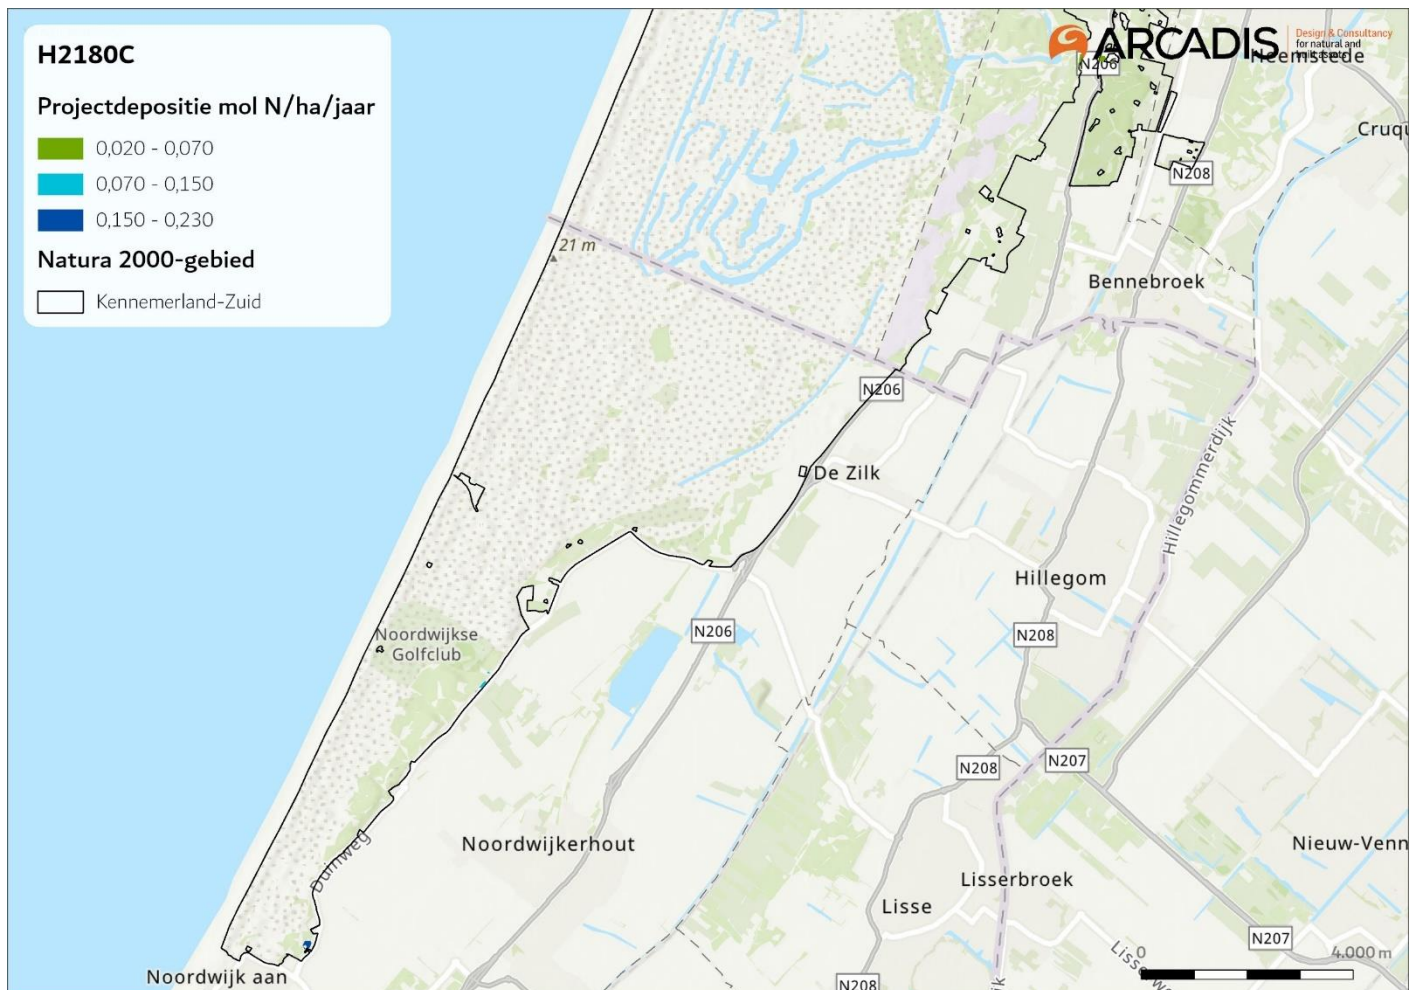 H2180C
Projectdepositie mol N/ha/jaar
0,020 - 0,070
0,070 - 0,150
0,150 - 0,230
Natura 2000-gebied
Kennemerland-Zuid
ARCADIS
Design & Consultancy
for natural and
built assets
N206
Heemstede
Cruqu
N208
21 m
Bennebroek
N206
De Zilk
Hillegommerdijk
Hillegom
N206
N208
Noordwijkse
Golfclub
N208
N207
Duinweg
Noordwijkerhout
Nieuw-Venn
Lisserbroek
Lisse
N207
Noordwijk aan
N208
0
4.000 m